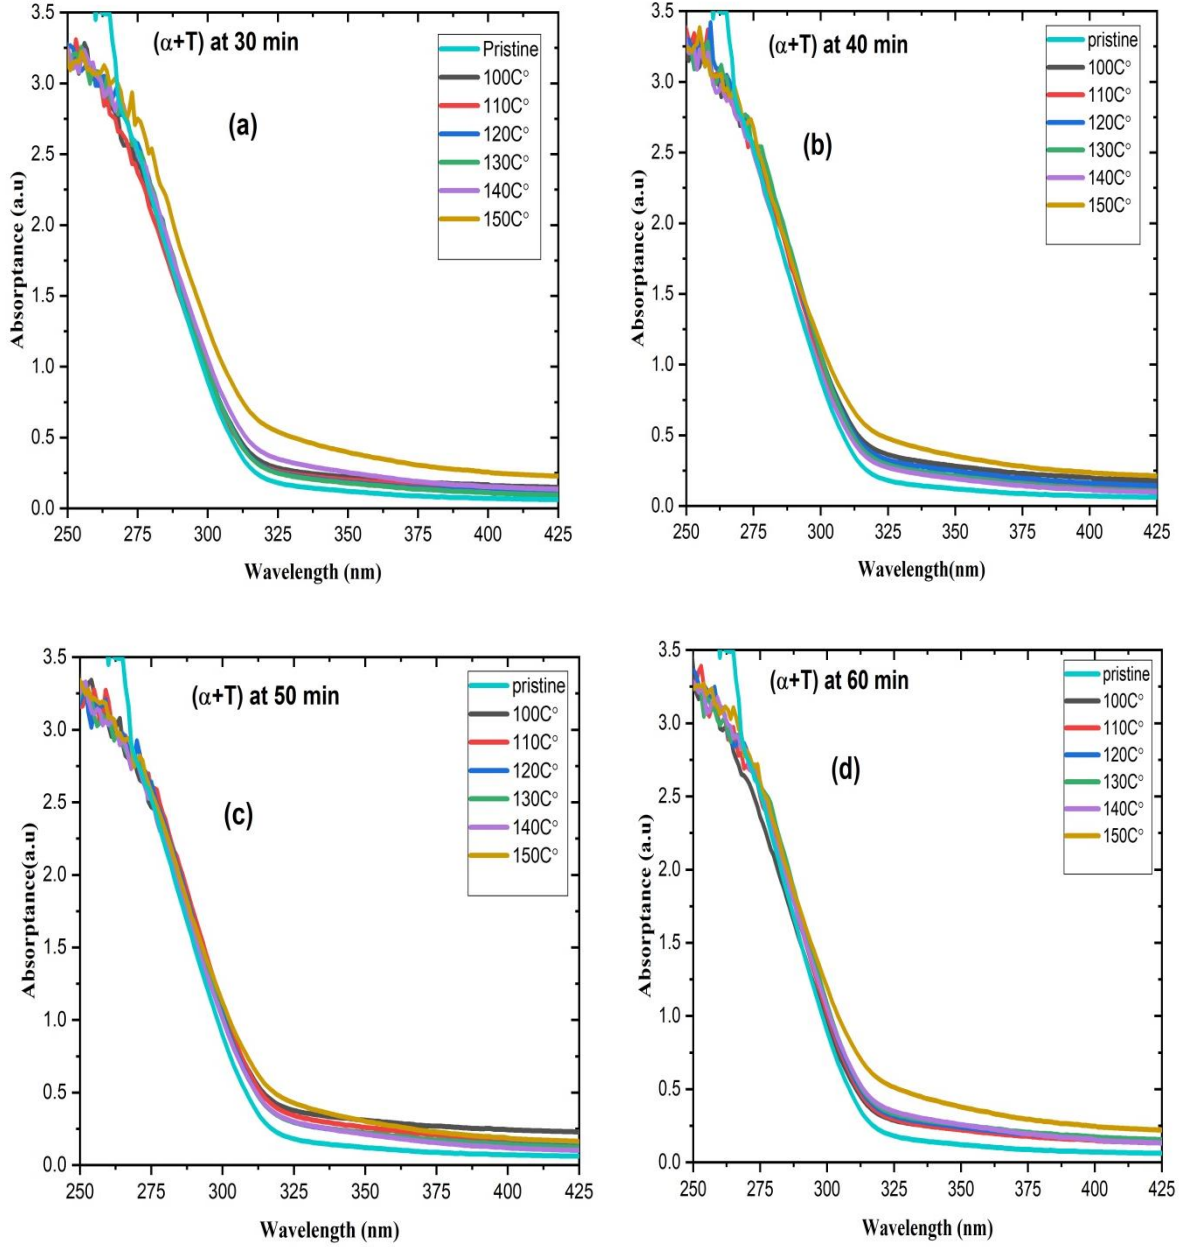 (α+T) at 30 min
(a)
Pristine
100C°
110C°
120C°
130C°
140C°
150C°
3.5
3.0
2.5
2.0
1.5
1.0
0.5
0.0
Absorptance (a.u)
250 275 300 325 350 375 400 425
Wavelength (nm)
(α+T) at 40 min
(b)
pristine
100C°
110C°
120C°
130C°
140C°
150C°
3.5
3.0
2.5
2.0
1.5
1.0
0.5
0.0
Absorptance (a.u)
250 275 300 325 350 375 400 425
Wavelength(nm)
(α+T) at 50 min
(c)
pristine
100C°
110C°
120C°
130C°
140C°
150C°
3.5
3.0
2.5
2.0
1.5
1.0
0.5
0.0
Absorptance(a.u)
250 275 300 325 350 375 400 425
Wavelength (nm)
(α+T) at 60 min
(d)
pristine
100C°
110C°
120C°
130C°
140C°
150C°
3.5
3.0
2.5
2.0
1.5
1.0
0.5
0.0
Absorptance (a.u)
250 275 300 325 350 375 400 425
Wavelength (nm)